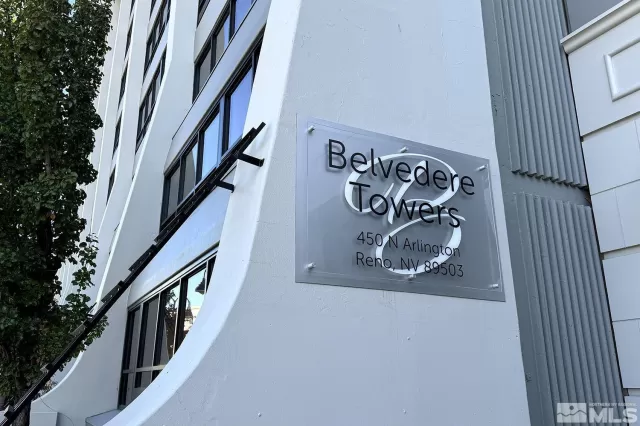 Belvedere
Towers
450 N Arlington
Reno, NV 89503
MLS